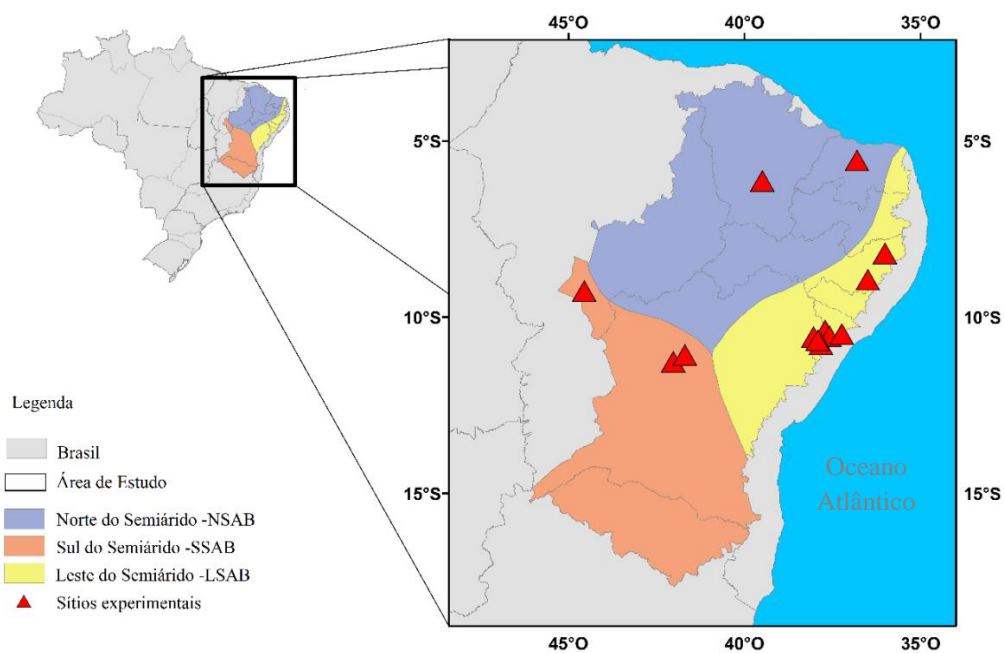 45°O 40°O 35°O
5°S 5°S
10°S 10°S
15°S 15°S
45°O 40°O 35°O
Oceano
Atlântico
Legenda
Brasil
Área de Estudo
Norte do Semiárido -NSAB
Sul do Semiárido -SSAB
Leste do Semiárido -LSAB
Sítios experimentais